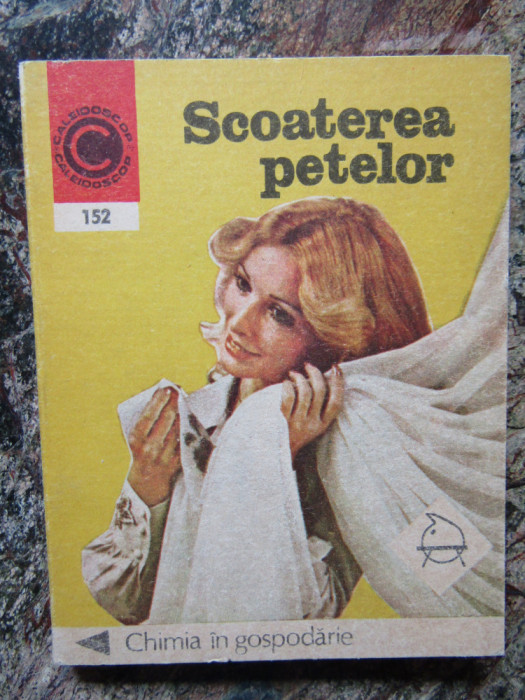 CALEIDOSCOP
CALEIDOSCOP
152
Scoaterea
petelor
Chimia în gospodărie